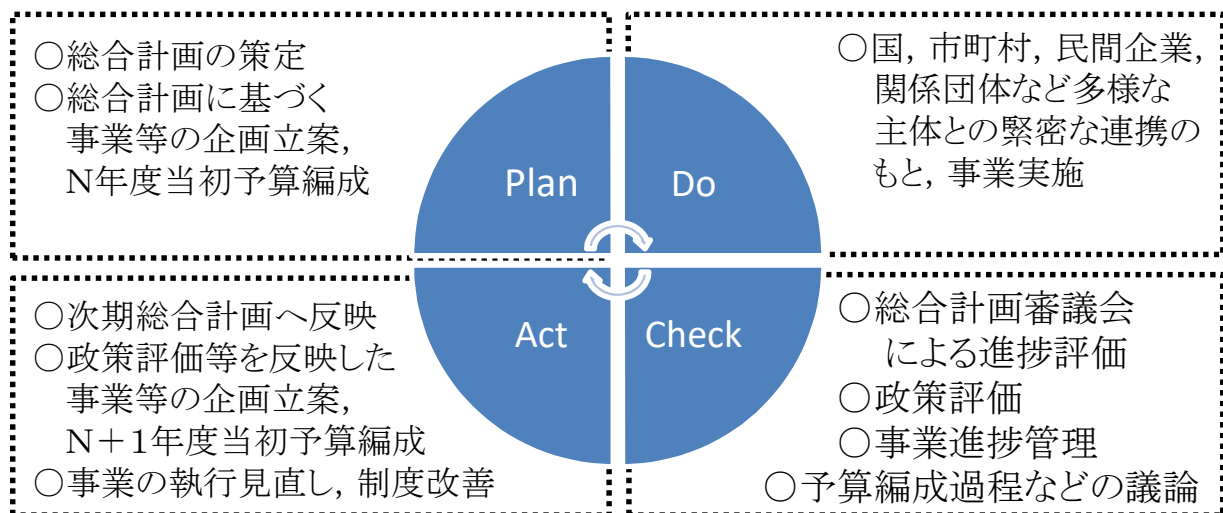 ○総合計画の策定
○総合計画に基づく
事業等の企画立案,
N年度当初予算編成
Plan
○国, 市町村, 民間企業,
関係団体など多様な
主体との緊密な連携の
もと, 事業実施
Do
○次期総合計画へ反映
○政策評価等を反映した
事業等の企画立案,
N+1年度当初予算編成
○事業の執行見直し, 制度改善
Act
○総合計画審議会
による進捗評価
○政策評価
○事業進捗管理
○予算編成過程などの議論
Check